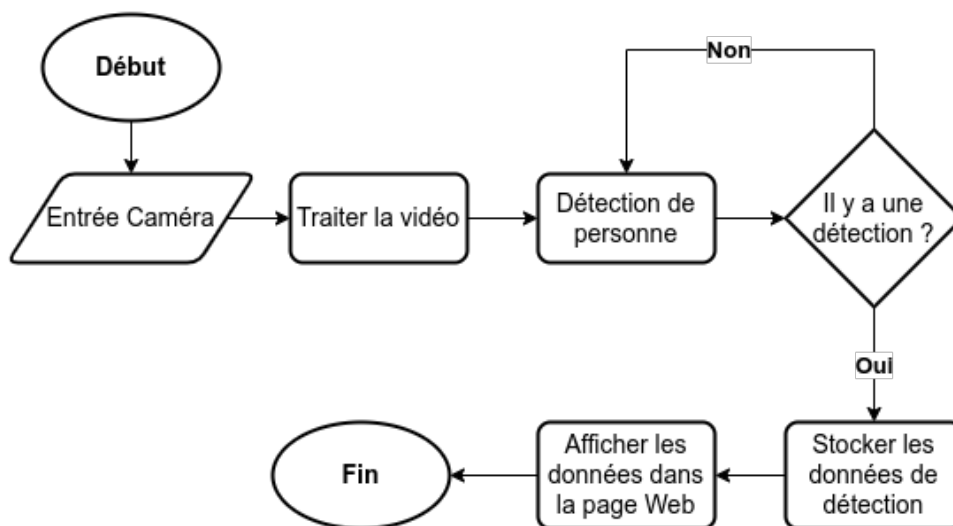 Début
Non
Entrée Caméra
Traiter la vidéo
Détection de
personne
Il y a une
détection ?
Oui
Stocker les
données de
détection
Afficher les
données dans
la page Web
Fin